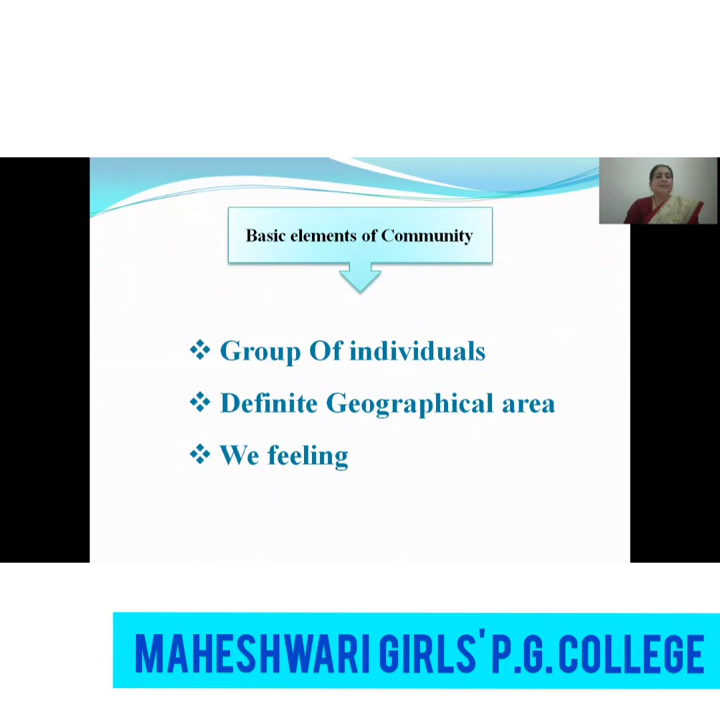 Basic elements of Community
Group Of individuals
Definite Geographical area
We feeling
MAHESHWARI GIRLS' P.G. COLLEGE